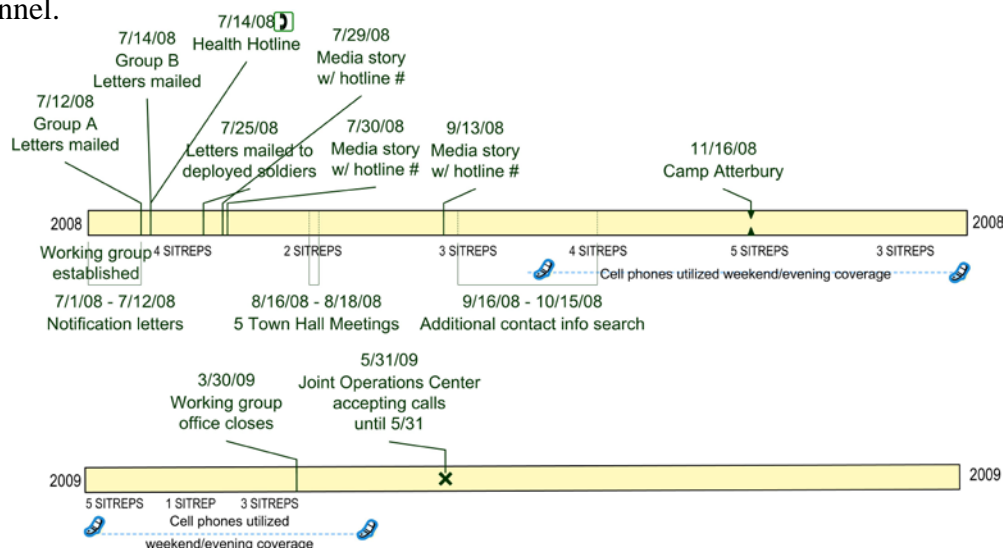 nnel.
7/14/08
Health Hotline
7/14/08
Group B
Letters mailed
7/29/08
Media story
w/ hotline #
7/12/08
Group A
Letters mailed
7/25/08
Letters mailed to
deployed soldiers
7/30/08
Media story
w/ hotline #
9/13/08
Media story
w/ hotline #
11/16/08
Camp Atterbury
2008
2008
Working group
established
4 SITREPS
2 SITREPS
3 SITREPS
4 SITREPS
5 SITREPS
3 SITREPS
Cell phones utilized weekend/evening coverage
7/1/08 - 7/12/08
Notification letters
8/16/08 - 8/18/08
5 Town Hall Meetings
9/16/08 - 10/15/08
Additional contact info search
3/30/09
Working group
office closes
5/31/09
Joint Operations Center
accepting calls
until 5/31
2009
2009
5 SITREPS
1 SITREP
3 SITREPS
Cell phones utilized
weekend/evening coverage